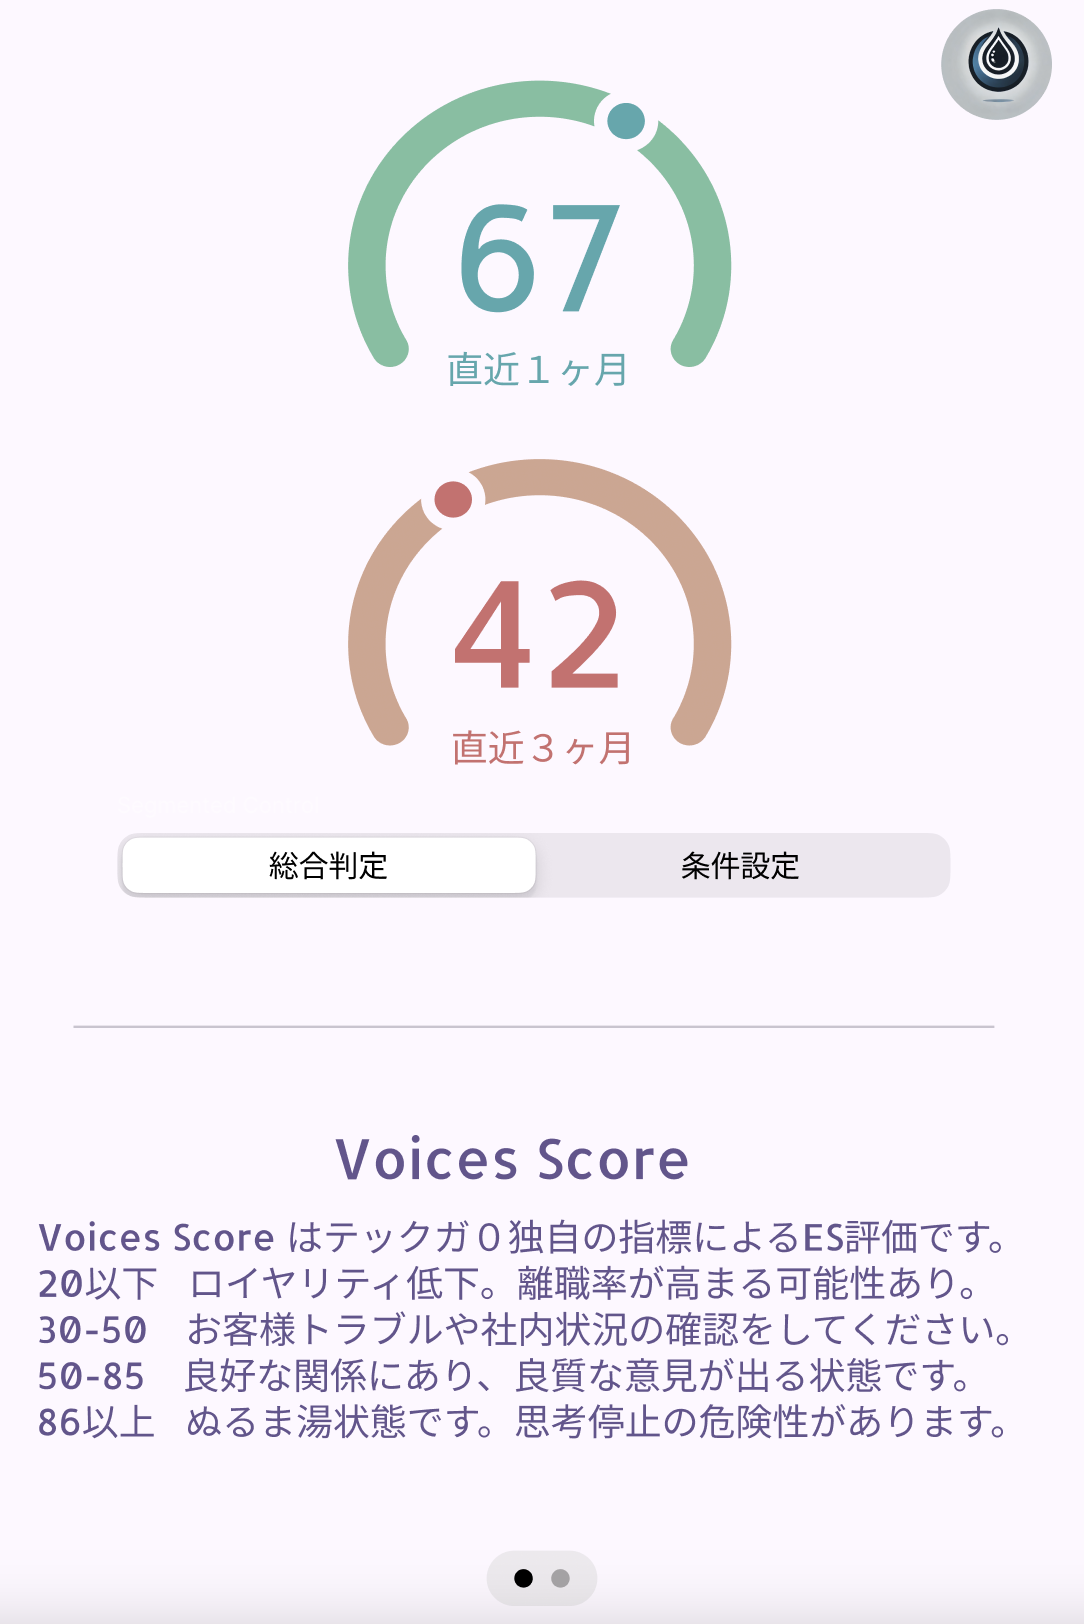 67
直近１ヶ月
42
直近３ヶ月
総合判定
条件設定
Voices Score
Voices Score はテックガ０独自の指標によるES評価です。
20以下　ロイヤリティ低下。離職率が高まる可能性あり。
30-50　お客様トラブルや社内状況の確認をしてください。
50-85　良好な関係にあり、良質な意見が出る状態です。
86以上　ぬるま湯状態です。思考停止の危険性があります。